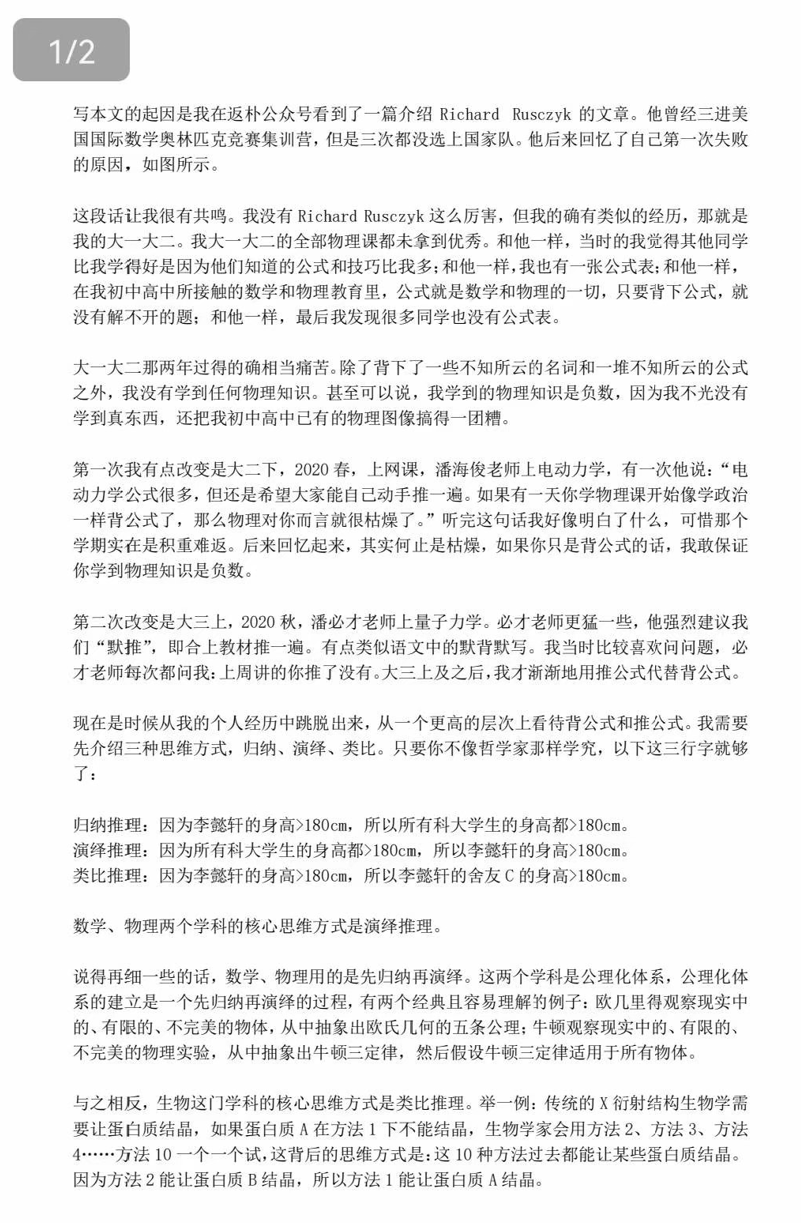 1/2
写本文的起因是我在返朴公众号看到了一篇介绍 Richard Rusczyk 的文章。他曾经三进美
国国际数学奥林匹克竞赛集训营，但是三次都没选上国家队。他后来回忆了自己第一次失败
的原因，如图所示。
这段话让我很有共鸣。我没有 Richard Rusczyk 这么厉害，但我的确有类似的经历，那就是
我的大一大二。我大一大二的全部物理课都未拿到优秀。和他一样，当时的我觉得其他同学
比我学得好是因为他们知道的公式和技巧比我多；和他一样，我也有一张公式表；和他一样，
在我初中高中所接触的数学和物理教育里，公式就是数学和物理的一切，只要背下公式，就
没有解不开的题；和他一样，最后我发现很多同学也没有公式表。
大一大二那两年过得的确相当痛苦。除了背下了一些不知所云的名词和一堆不知所云的公式
之外，我没有学到任何物理知识。甚至可以说，我学到的物理知识是负数，因为我不光没有
学到真东西，还把我初中高中已有的物理图像搞得一团糟。
第一次我有点改变是大二下，2020 春，上网课，潘海俊老师上电动力学，有一次他说：“电
动力学公式很多，但还是希望大家能自己动手推一遍。如果有一天你学物理课开始像学政治
一样背公式了，那么物理对你而言就很枯燥了。”听完这句话我好像明白了什么，可惜那个
学期实在是积重难返。后来回忆起来，其实何止是枯燥，如果你只是背公式的话，我敢保证
你学到物理知识是负数。
第二次改变是大三上，2020 秋，潘必才老师上量子力学。必才老师更猛一些，他强烈建议我
们“默推”，即合上教材推一遍。有点类似语文中的默背默写。我当时比较喜欢问问题，必
才老师每次都问我：上周讲的你推了没有。大三上及之后，我才渐渐地用推公式代替背公式。
现在是时候从我的个人经历中跳脱出来，从一个更高的层次上看待背公式和推公式。我需要
先介绍三种思维方式，归纳、演绎、类比。只要你不像哲学家那样学究，以下这三行字就够
了：
归纳推理：因为李懿轩的身高>180cm，所以所有科大学生的身高都>180cm。
演绎推理：因为所有科大学生的身高都>180cm，所以李懿轩的身高>180cm。
类比推理：因为李懿轩的身高>180cm，所以李懿轩的舍友 C 的身高>180cm。
数学、物理两个学科的核心思维方式是演绎推理。
说得再细一些的话，数学、物理用的是先归纳再演绎。这两个学科是公理化体系，公理化体
系的建立是一个先归纳再演绎的过程，有两个经典且容易理解的例子：欧几里得观察现实中
的、有限的、不完美的物体，从中抽象出欧氏几何的五条公理；牛顿观察现实中的、有限的、
不完美的物理实验，从中抽象出牛顿三定律，然后假设牛顿三定律适用于所有物体。
与之相反，生物这门学科的核心思维方式是类比推理。举一例：传统的 X 衍射结构生物学需
要让蛋白质结晶，如果蛋白质 A 在方法 1 下不能结晶，生物学家会用方法 2、方法 3、方法
4……方法 10 一个一个试，这背后的思维方式是：这 10 种方法过去都能让某些蛋白质结晶。
因为方法 2 能让蛋白质 B 结晶，所以方法 1 能让蛋白质 A 结晶。